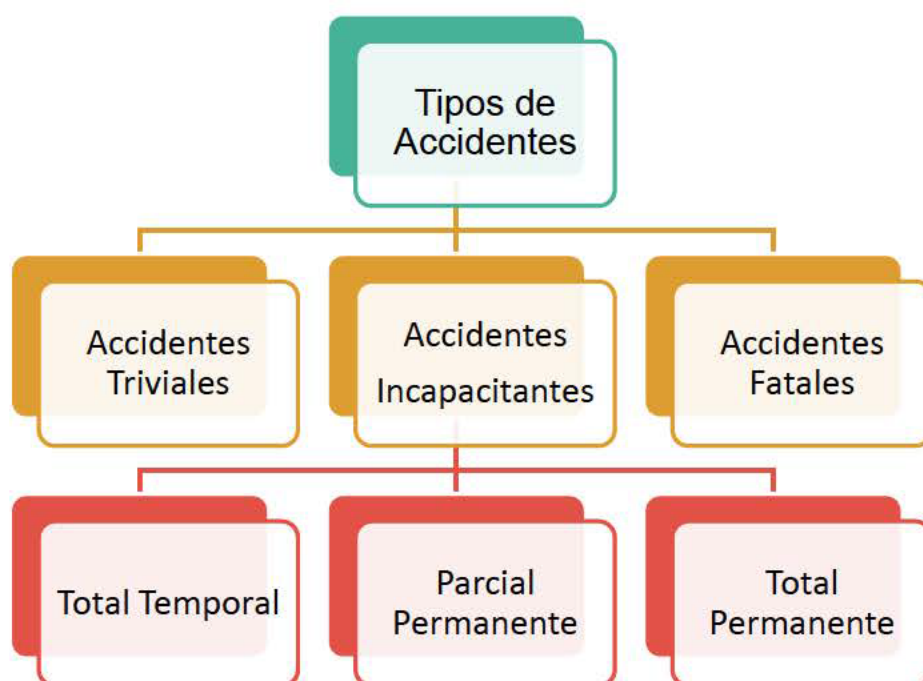 Tipos de
Accidentes
Accidentes
Triviales
Accidentes
Incapacitantes
Accidentes
Fatales
Total Temporal
Parcial
Permanente
Total
Permanente